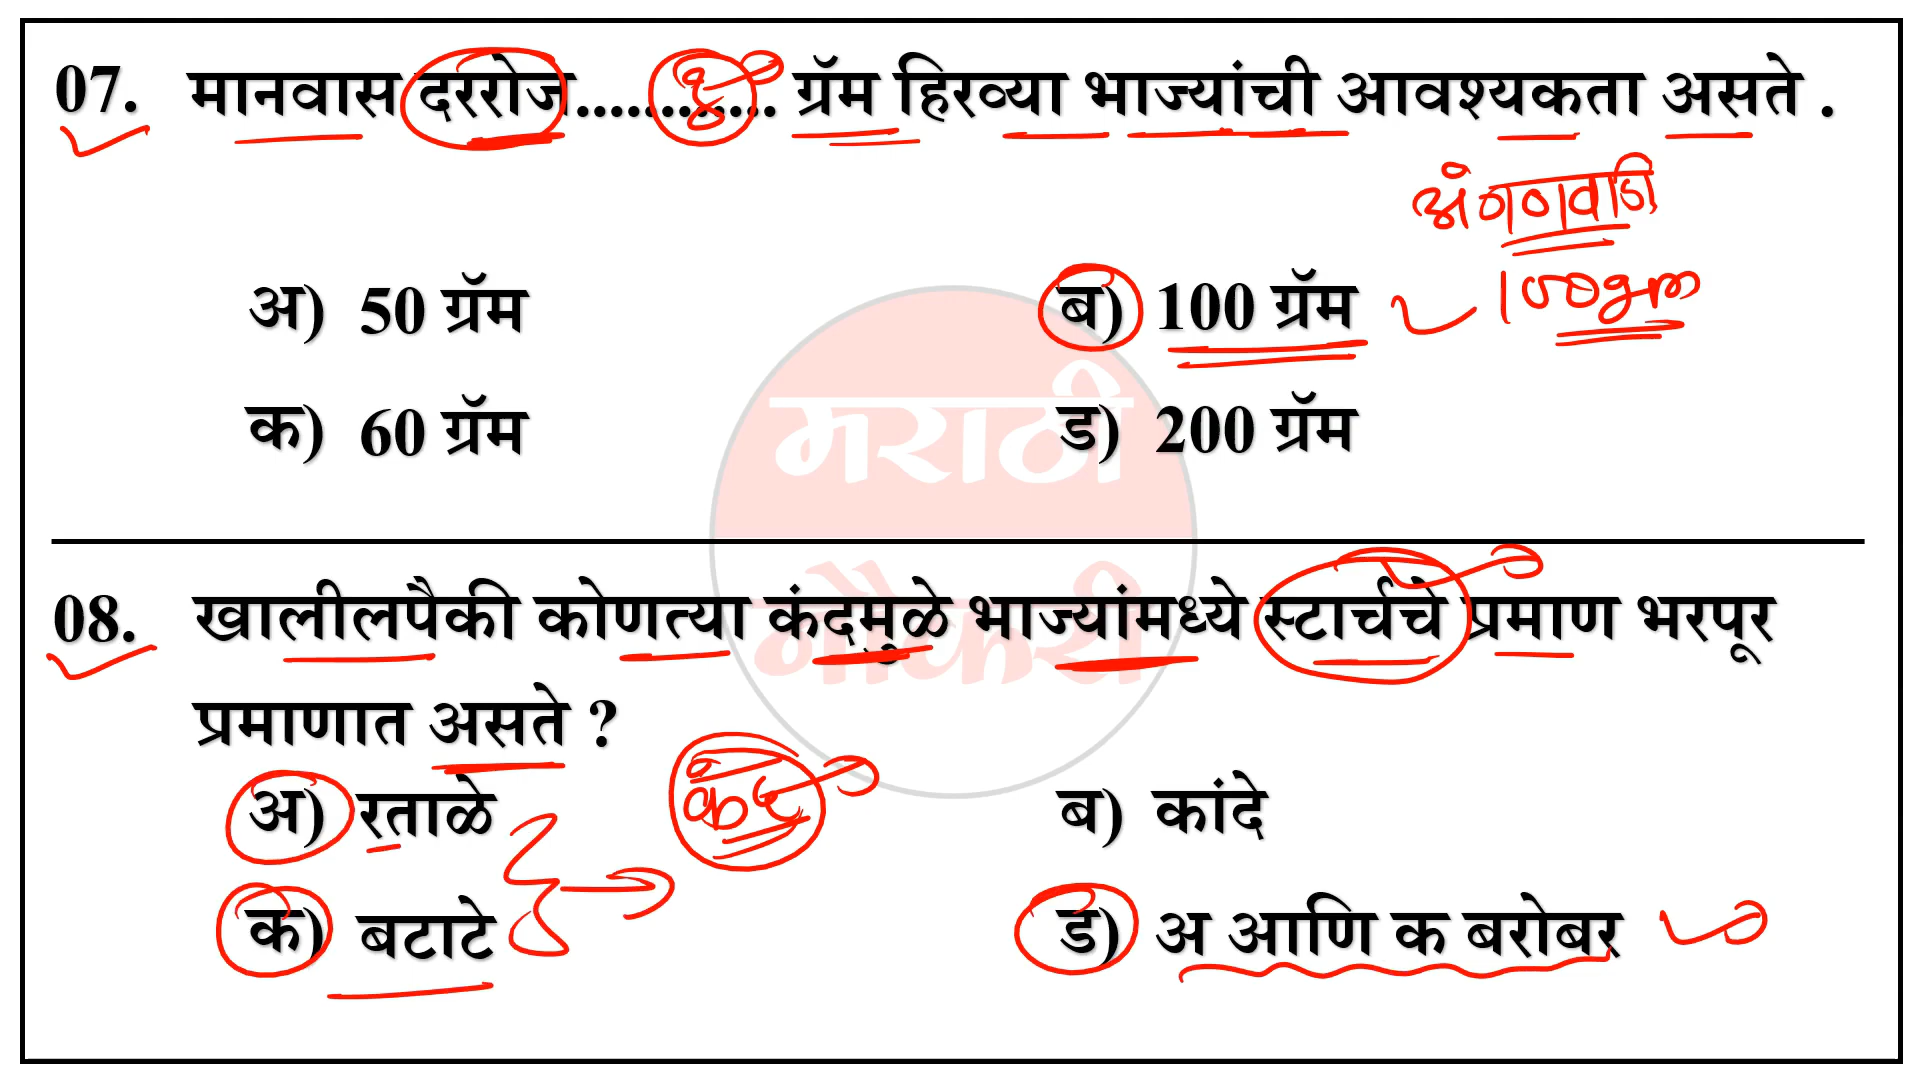 07. मानवास दररोज............ ग्रॅम हिरव्या भाज्यांची आवश्यकता असते .
अंगणवाडी
अ) 50 ग्रॅम
ब) 100 ग्रॅम
100gm
क) 60 ग्रॅम
ड) 200 ग्रॅम
मराठी
नौकरी
08. खालीलपैकी कोणत्या कंदमुळे भाज्यांमध्ये स्टार्चचे प्रमाण भरपूर
प्रमाणात असते ?
अ) रताळे
कंद
ब) कांदे
क) बटाटे
ड) अ आणि क बरोबर